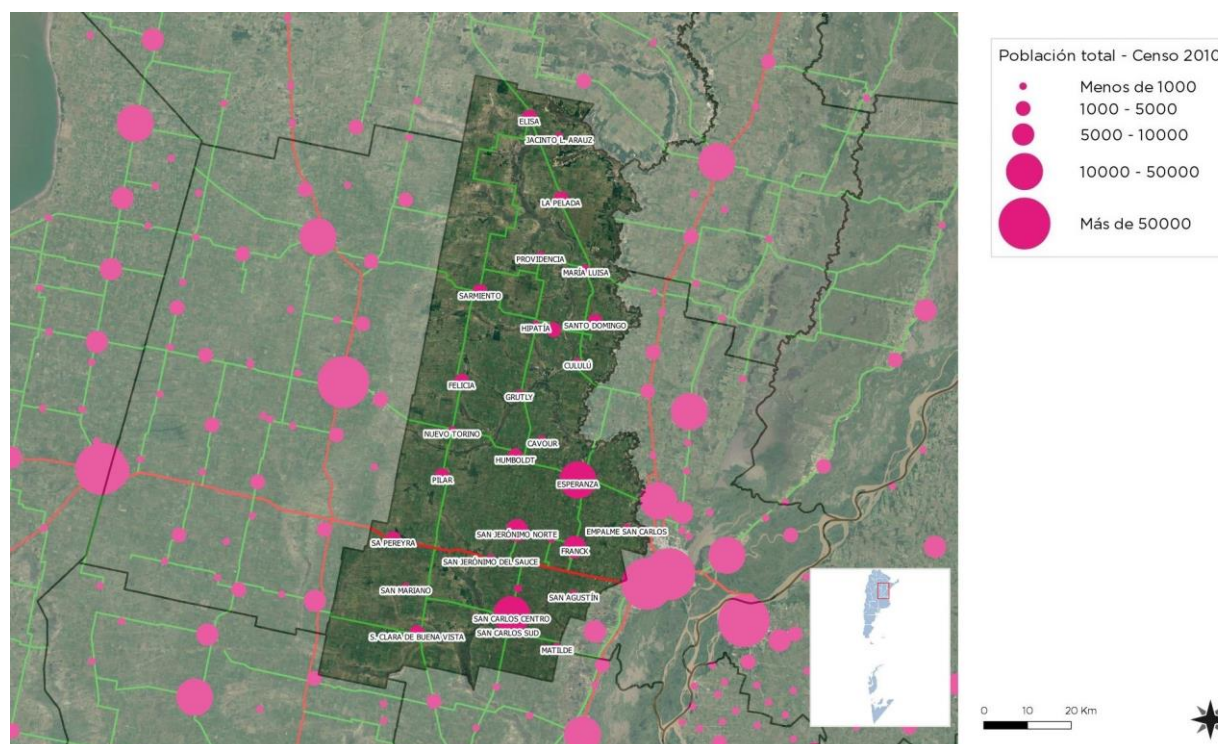 Población total - Censo 2010
Menos de 1000
1000 - 5000
5000 - 10000
10000 - 50000
Más de 50000
ELISA
JACINTO L. ARAUZ
LA PELADA
PROVIDENCIA
MARÍA LUISA
SARMIENTO
HIPATÍA
SANTO DOMINGO
CULULÚ
FELICIA
GRUTLY
NUEVO TORINO
CAVOUR
HUMBOLDT
PILAR
ESPERANZA
SAN JERÓNIMO NORTE
EMPALME SAN CARLOS
SA PEREYRA
FRANCK
SAN JERÓNIMO DEL SAUCE
SAN MARIANO
SAN AGUSTÍN
SAN CARLOS CENTRO
S. CLARA DE BUENA VISTA
SAN CARLOS SUD
MATILDE
0 10 20 Km